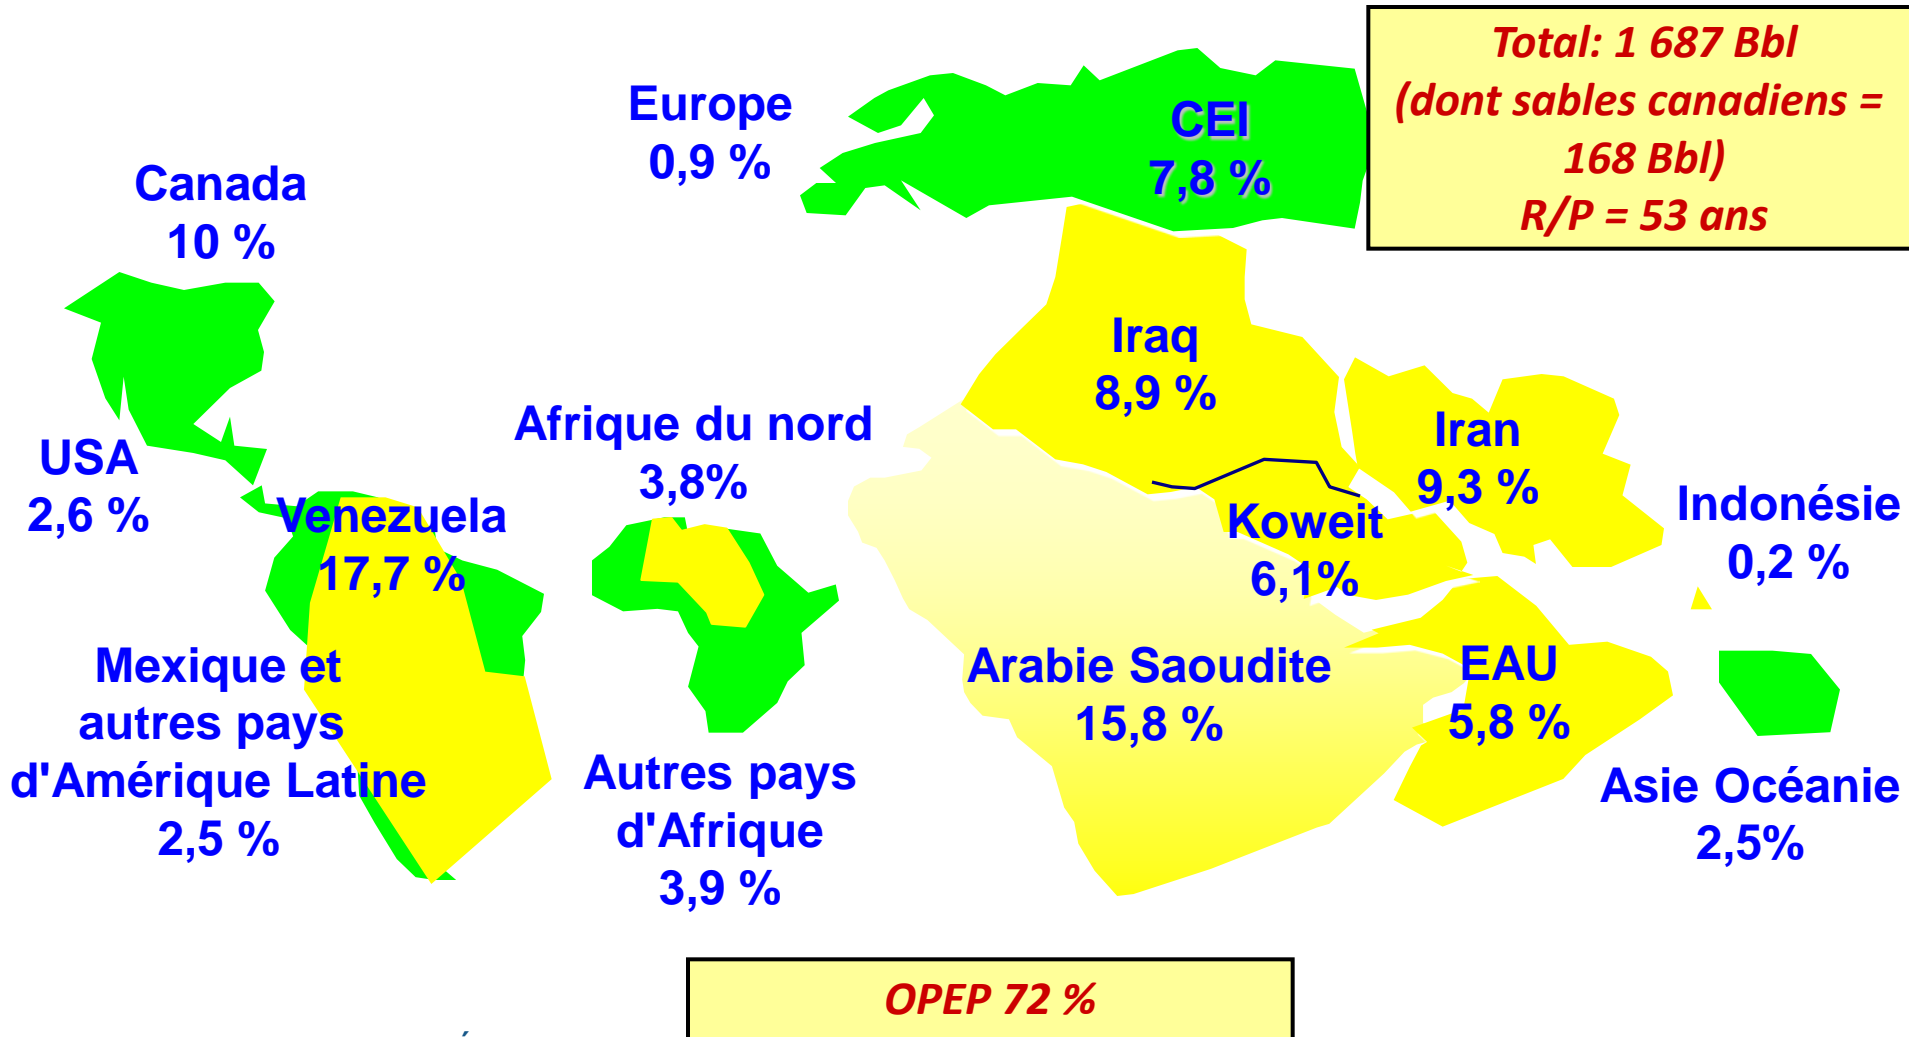 Total: 1 687 Bbl
(dont sables canadiens =
168 Bbl)
R/P = 53 ans
Europe
0,9 %
CEI
7,8 %
Canada
10 %
Iraq
8,9 %
Afrique du nord
3,8%
Iran
9,3 %
USA
2,6 %
Venezuela
17,7 %
Koweit
6,1%
Indonésie
0,2 %
Mexique et
autres pays
d'Amérique Latine
2,5 %
Arabie Saoudite
15,8 %
EAU
5,8 %
Autres pays
d'Afrique
3,9 %
Asie Océanie
2,5%
OPEP 72 %